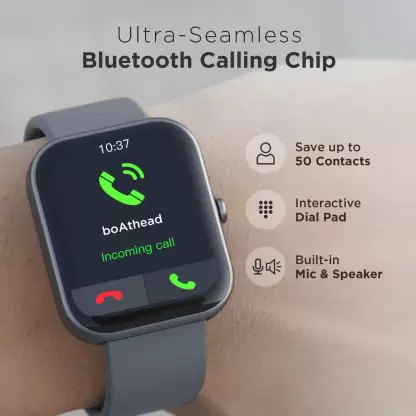 Ultra-Seamless
Bluetooth Calling Chip
10:37
boAthead
Incoming call
Save up to
50 Contacts
Interactive
Dial Pad
Built-in
Mic & Speaker